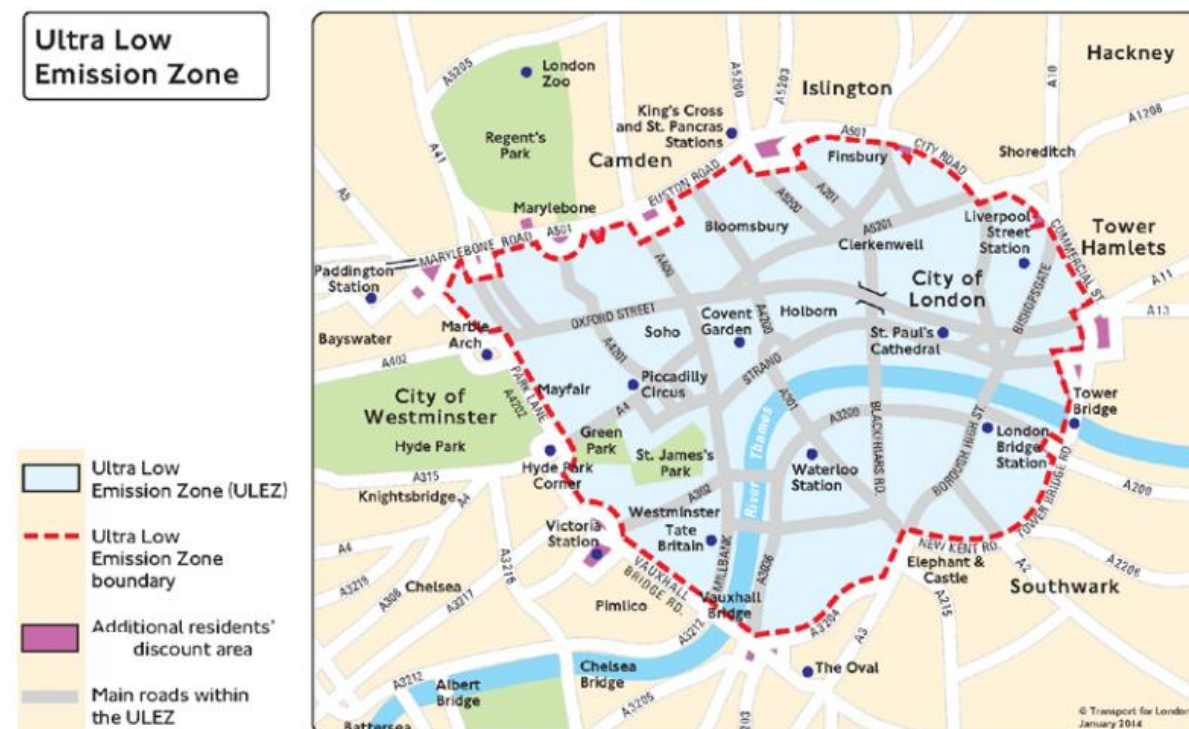 Ultra Low
Emission Zone
Ultra Low
Emission Zone (ULEZ)
Ultra Low
Emission Zone
boundary
Additional residents'
discount area
Main roads within
the ULEZ
Hackney
A10
A1208
A5205
London
Zoo
A5200
A5203
Islington
King's Cross
and St. Pancras
Stations
A501
Regent's
Park
A41
Camden
Finsbury
CITY ROAD
Shoreditch
A5
EUSTON ROAD
A5200
A201
Marylebone
A501
MARYLEBONE ROAD
Bloomsbury
A5201
Clerkenwell
Liverpool
Street
Station
COMMERCIAL ST.
Tower
Hamlets
Paddington
Station
A400
City of
London
BISHOPSGATE
A11
A13
OXFORD STREET
Soho
Covent
Garden
A4200
Holborn
St. Paul's
Cathedral
Bayswater
Marble
Arch
A402
A4201
STRAND
PARK LANE
A4202
Mayfair
Piccadilly
Circus
City of
Westminster
Hyde Park
A4
A301
A3200
BLACKFRIARS RD.
BOROUGH HIGH ST.
Tower
Bridge
Green
Park
St. James's
Park
River Thames
London
Bridge
Station
Hyde Park
Corner
Waterloo
Station
TOWER BRIDGE RD.
A200
A315
Knightsbridge
A4
A302
Westminster
Tate
Britain
Victoria
Station
MILLBANK
A3036
NEW KENT RD.
Elephant &
Castle
A2
A2206
A4
A3218
A308
A3217
Chelsea
A3216
VAUXHALL
BRIDGE RD.
Pimlico
Vauxhall
Bridge
A3204
A3
A215
Southwark
A3212
Chelsea
Bridge
The Oval
A3212
Albert
Bridge
A3205
Battersea
© Transport for London
January 2014